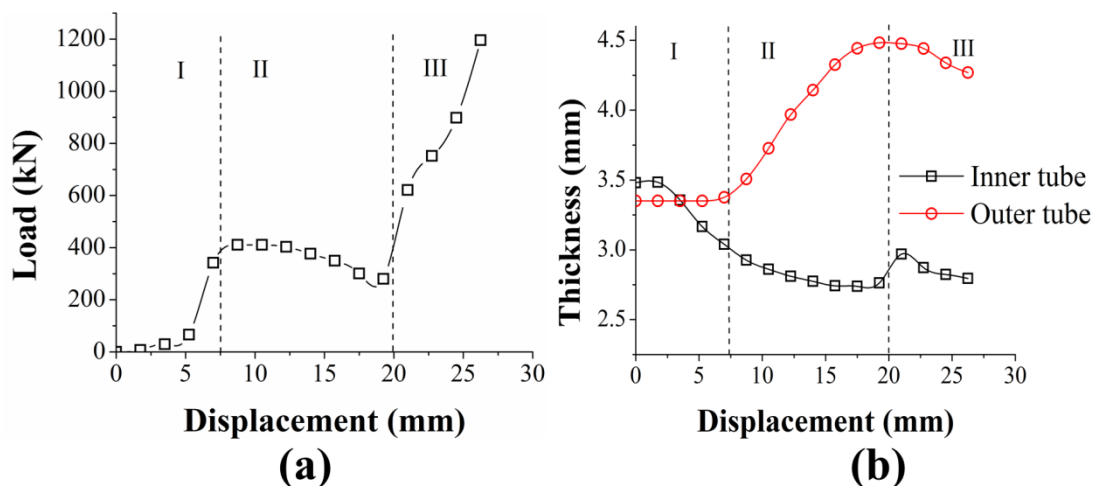 1200
1000
800
600
400
200
0
Load (kN)
I
II
III
0 5 10 15 20 25 30
Displacement (mm)
(a)
4.5
4.0
3.5
3.0
2.5
Thickness (mm)
I
II
III
Inner tube
Outer tube
0 5 10 15 20 25 30
Displacement (mm)
(b)